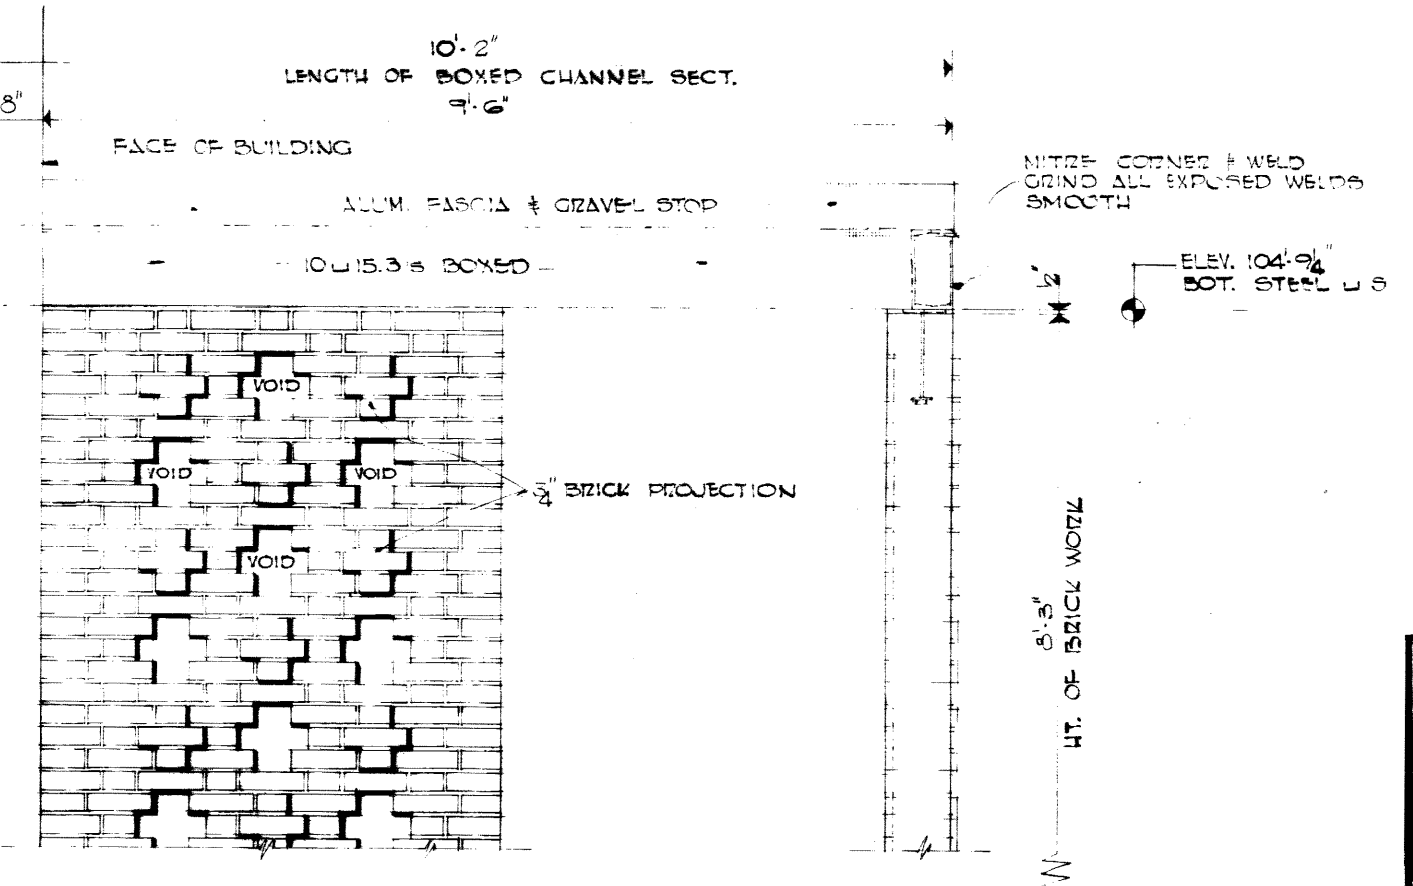 10'-2"
LENGTH OF BOXED CHANNEL SECT.
9'-6"
8"
FACE OF BUILDING
MITRE CORNER & WELD
GRIND ALL EXPOSED WELDS
SMOOTH
ALUM. FASCIA & GRAVEL STOP
10⊔15.3's BOXED
ELEV. 104'-9¼"
BOT. STEEL ⊔ S
½"
VOID
VOID
VOID
VOID
¾" BRICK PROJECTION
8'-3"
HT. OF BRICK WORK